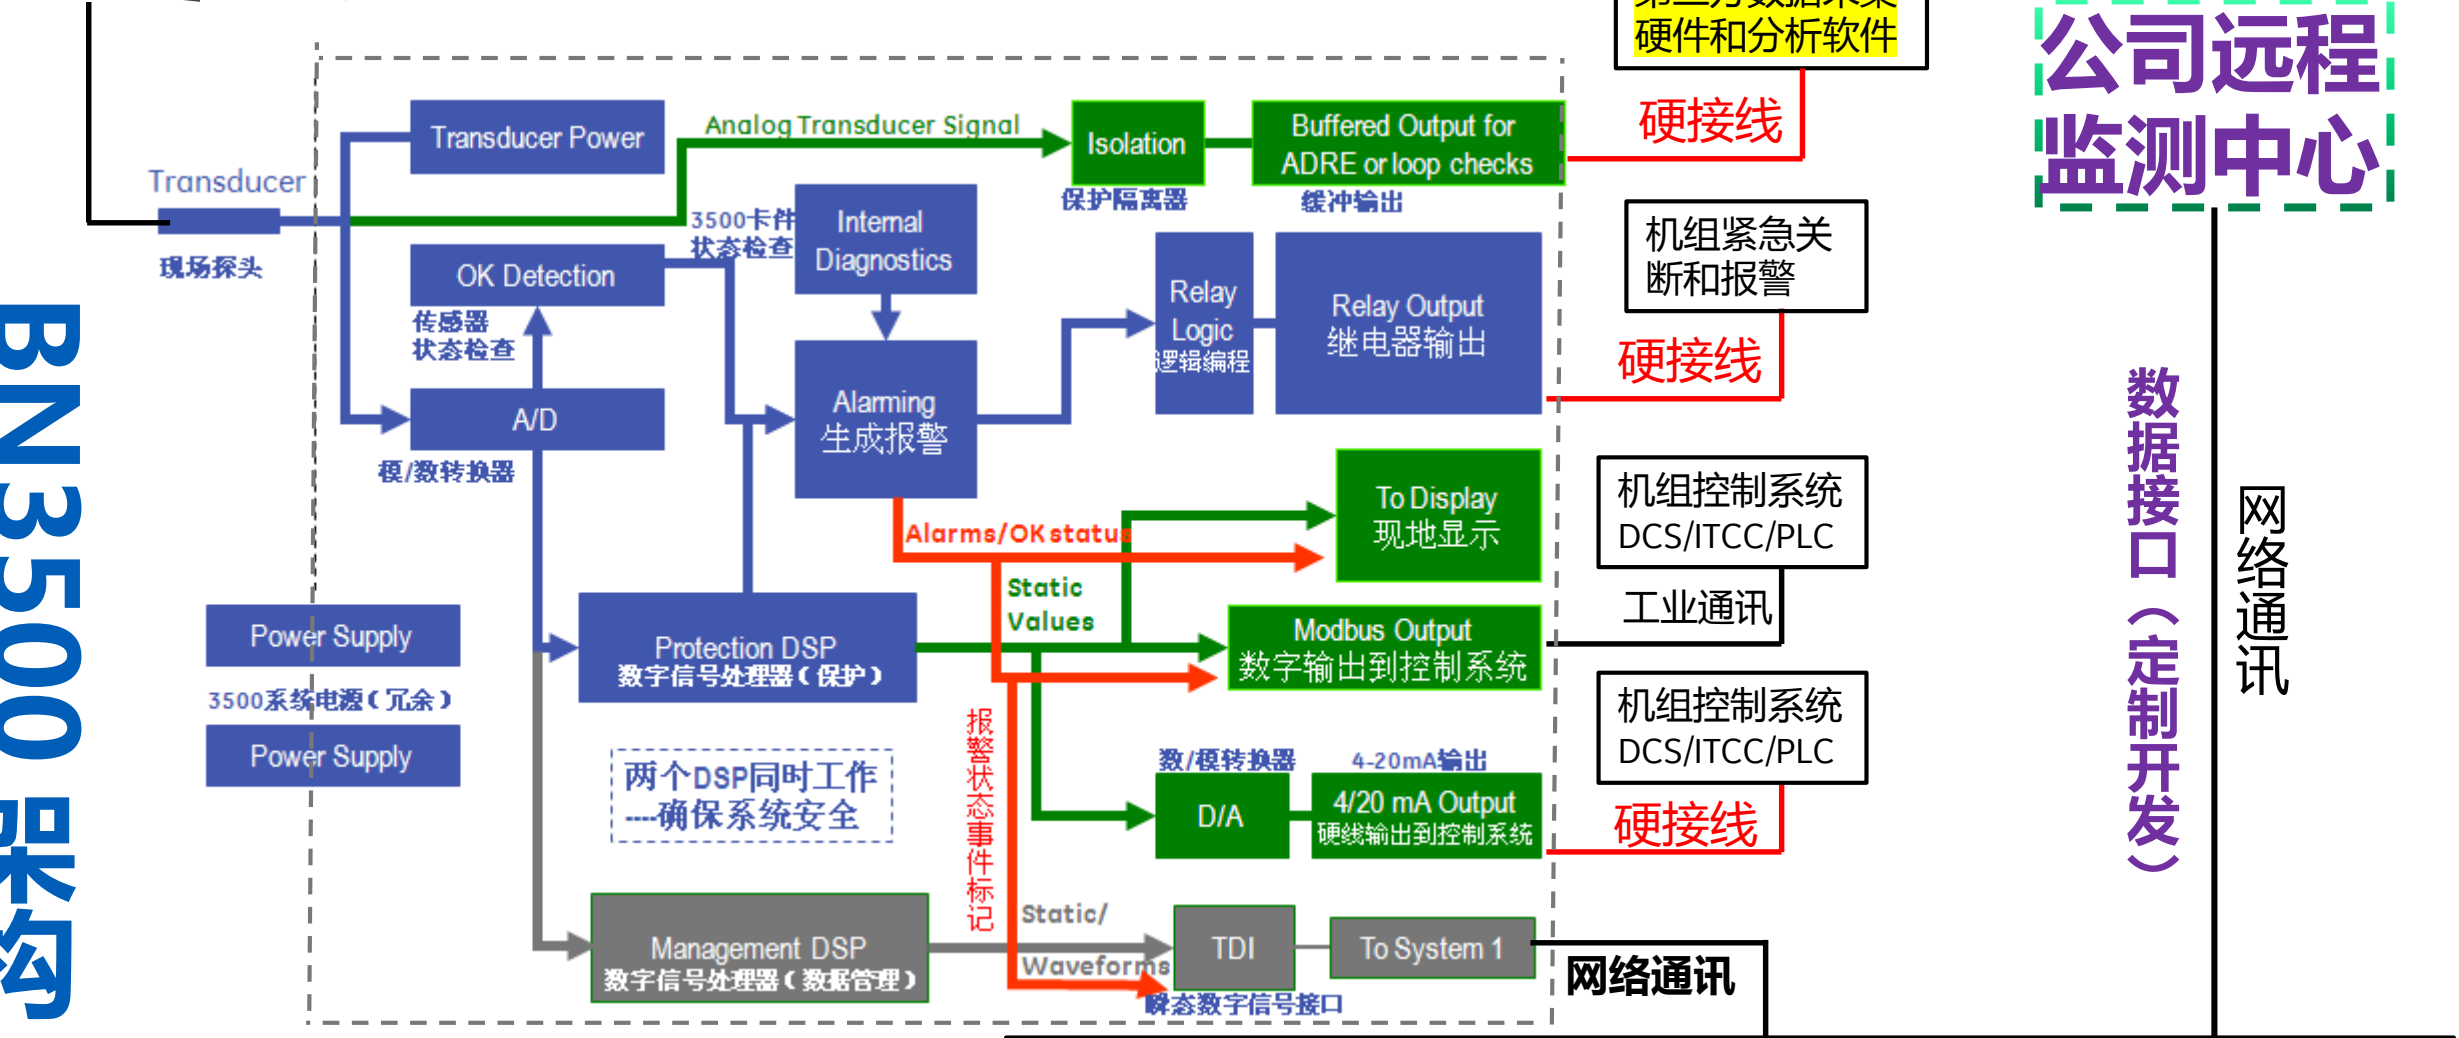 硬件和分析软件
公司远程
监测中心
硬接线
Transducer Power
Analog Transducer Signal
Isolation
Buffered Output for
ADRE or loop checks
保护隔离器
缓冲输出
Transducer
现场探头
3500卡件
状态检查
Internal
Diagnostics
OK Detection
传感器
状态检查
Relay
Logic
逻辑编程
Relay Output
继电器输出
机组紧急关
断和报警
硬接线
A/D
模/数转换器
Alarming
生成报警
To Display
现地显示
机组控制系统
DCS/ITCC/PLC
工业通讯
Alarms/OK status
Static
Values
Power Supply
3500系统电源(冗余)
Power Supply
Protection DSP
数字信号处理器(保护)
Modbus Output
数字输出到控制系统
机组控制系统
DCS/ITCC/PLC
硬接线
两个DSP同时工作
----确保系统安全
报警状态事件标记
数/模转换器
4-20mA输出
D/A
4/20 mA Output
硬线输出到控制系统
Management DSP
数字信号处理器(数据管理)
Static/
Waveforms
TDI
To System 1
瞬态数字信号接口
网络通讯
BN3500 架构
数据接口（定制开发）
网络通讯